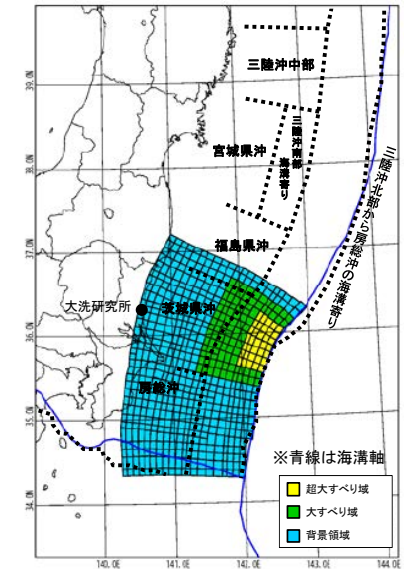 三陸沖中部
39.0N
三陸沖南部
海溝寄り
宮城県沖
38.0N
三陸沖北部から房総沖の海溝寄り
福島県沖
37.0N
大洗研究所
茨城県沖
36.0N
房総沖
35.0N
※青線は海溝軸
超大すべり域
大すべり域
背景領域
34.0N
140.0E
141.0E
142.0E
143.0E
144.0E